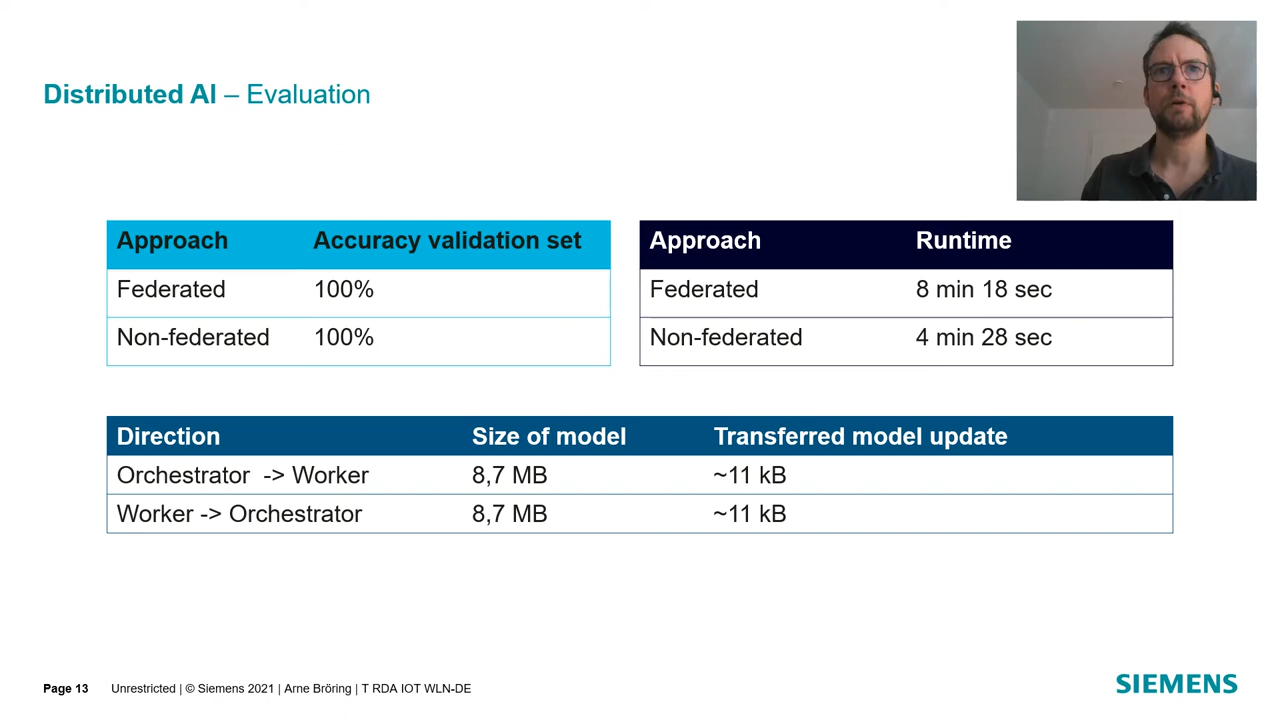 Distributed AI – Evaluation
Approach Accuracy validation set
Federated 100%
Non-federated 100%
Approach Runtime
Federated 8 min 18 sec
Non-federated 4 min 28 sec
Direction Size of model Transferred model update
Orchestrator -> Worker 8,7 MB ~11 kB
Worker -> Orchestrator 8,7 MB ~11 kB
Page 13 Unrestricted | © Siemens 2021 | Arne Bröring | T RDA IOT WLN-DE
SIEMENS